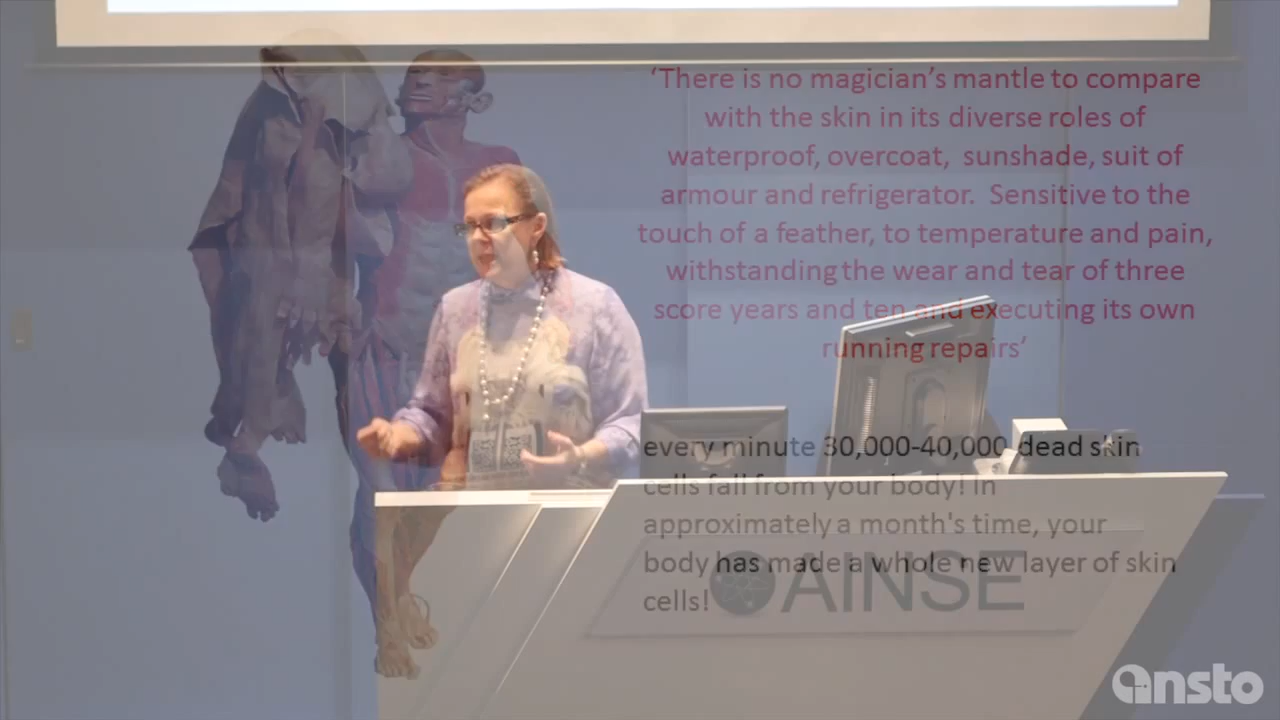 ‘There is no magician’s mantle to compare
with the skin in its diverse roles of
waterproof, overcoat, sunshade, suit of
armour and refrigerator. Sensitive to the
touch of a feather, to temperature and pain,
withstanding the wear and tear of three
score years and ten and executing its own
running repairs’
every minute 30,000-40,000 dead skin
cells fall from your body! In
approximately a month's time, your
body has made a whole new layer of skin
cells!
AINSE
ansto